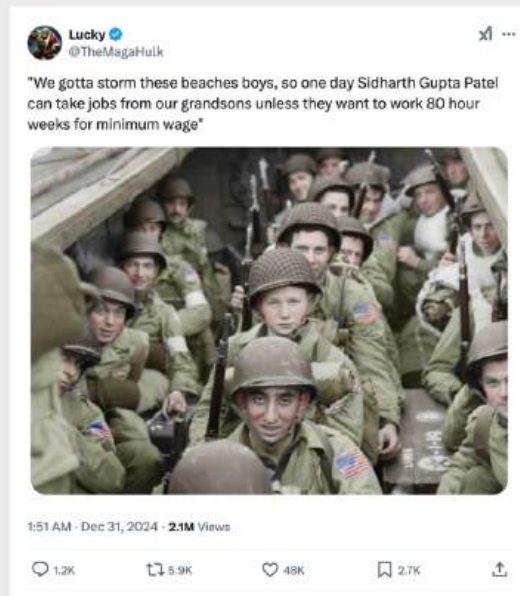 Lucky
@TheMagaHulk
"We gotta storm these beaches boys, so one day Sidharth Gupta Patel
can take jobs from our grandsons unless they want to work 80 hour
weeks for minimum wage"
1:51 AM · Dec 31, 2024 · 2.1M Views
1.2K 5.9K 48K 2.7K